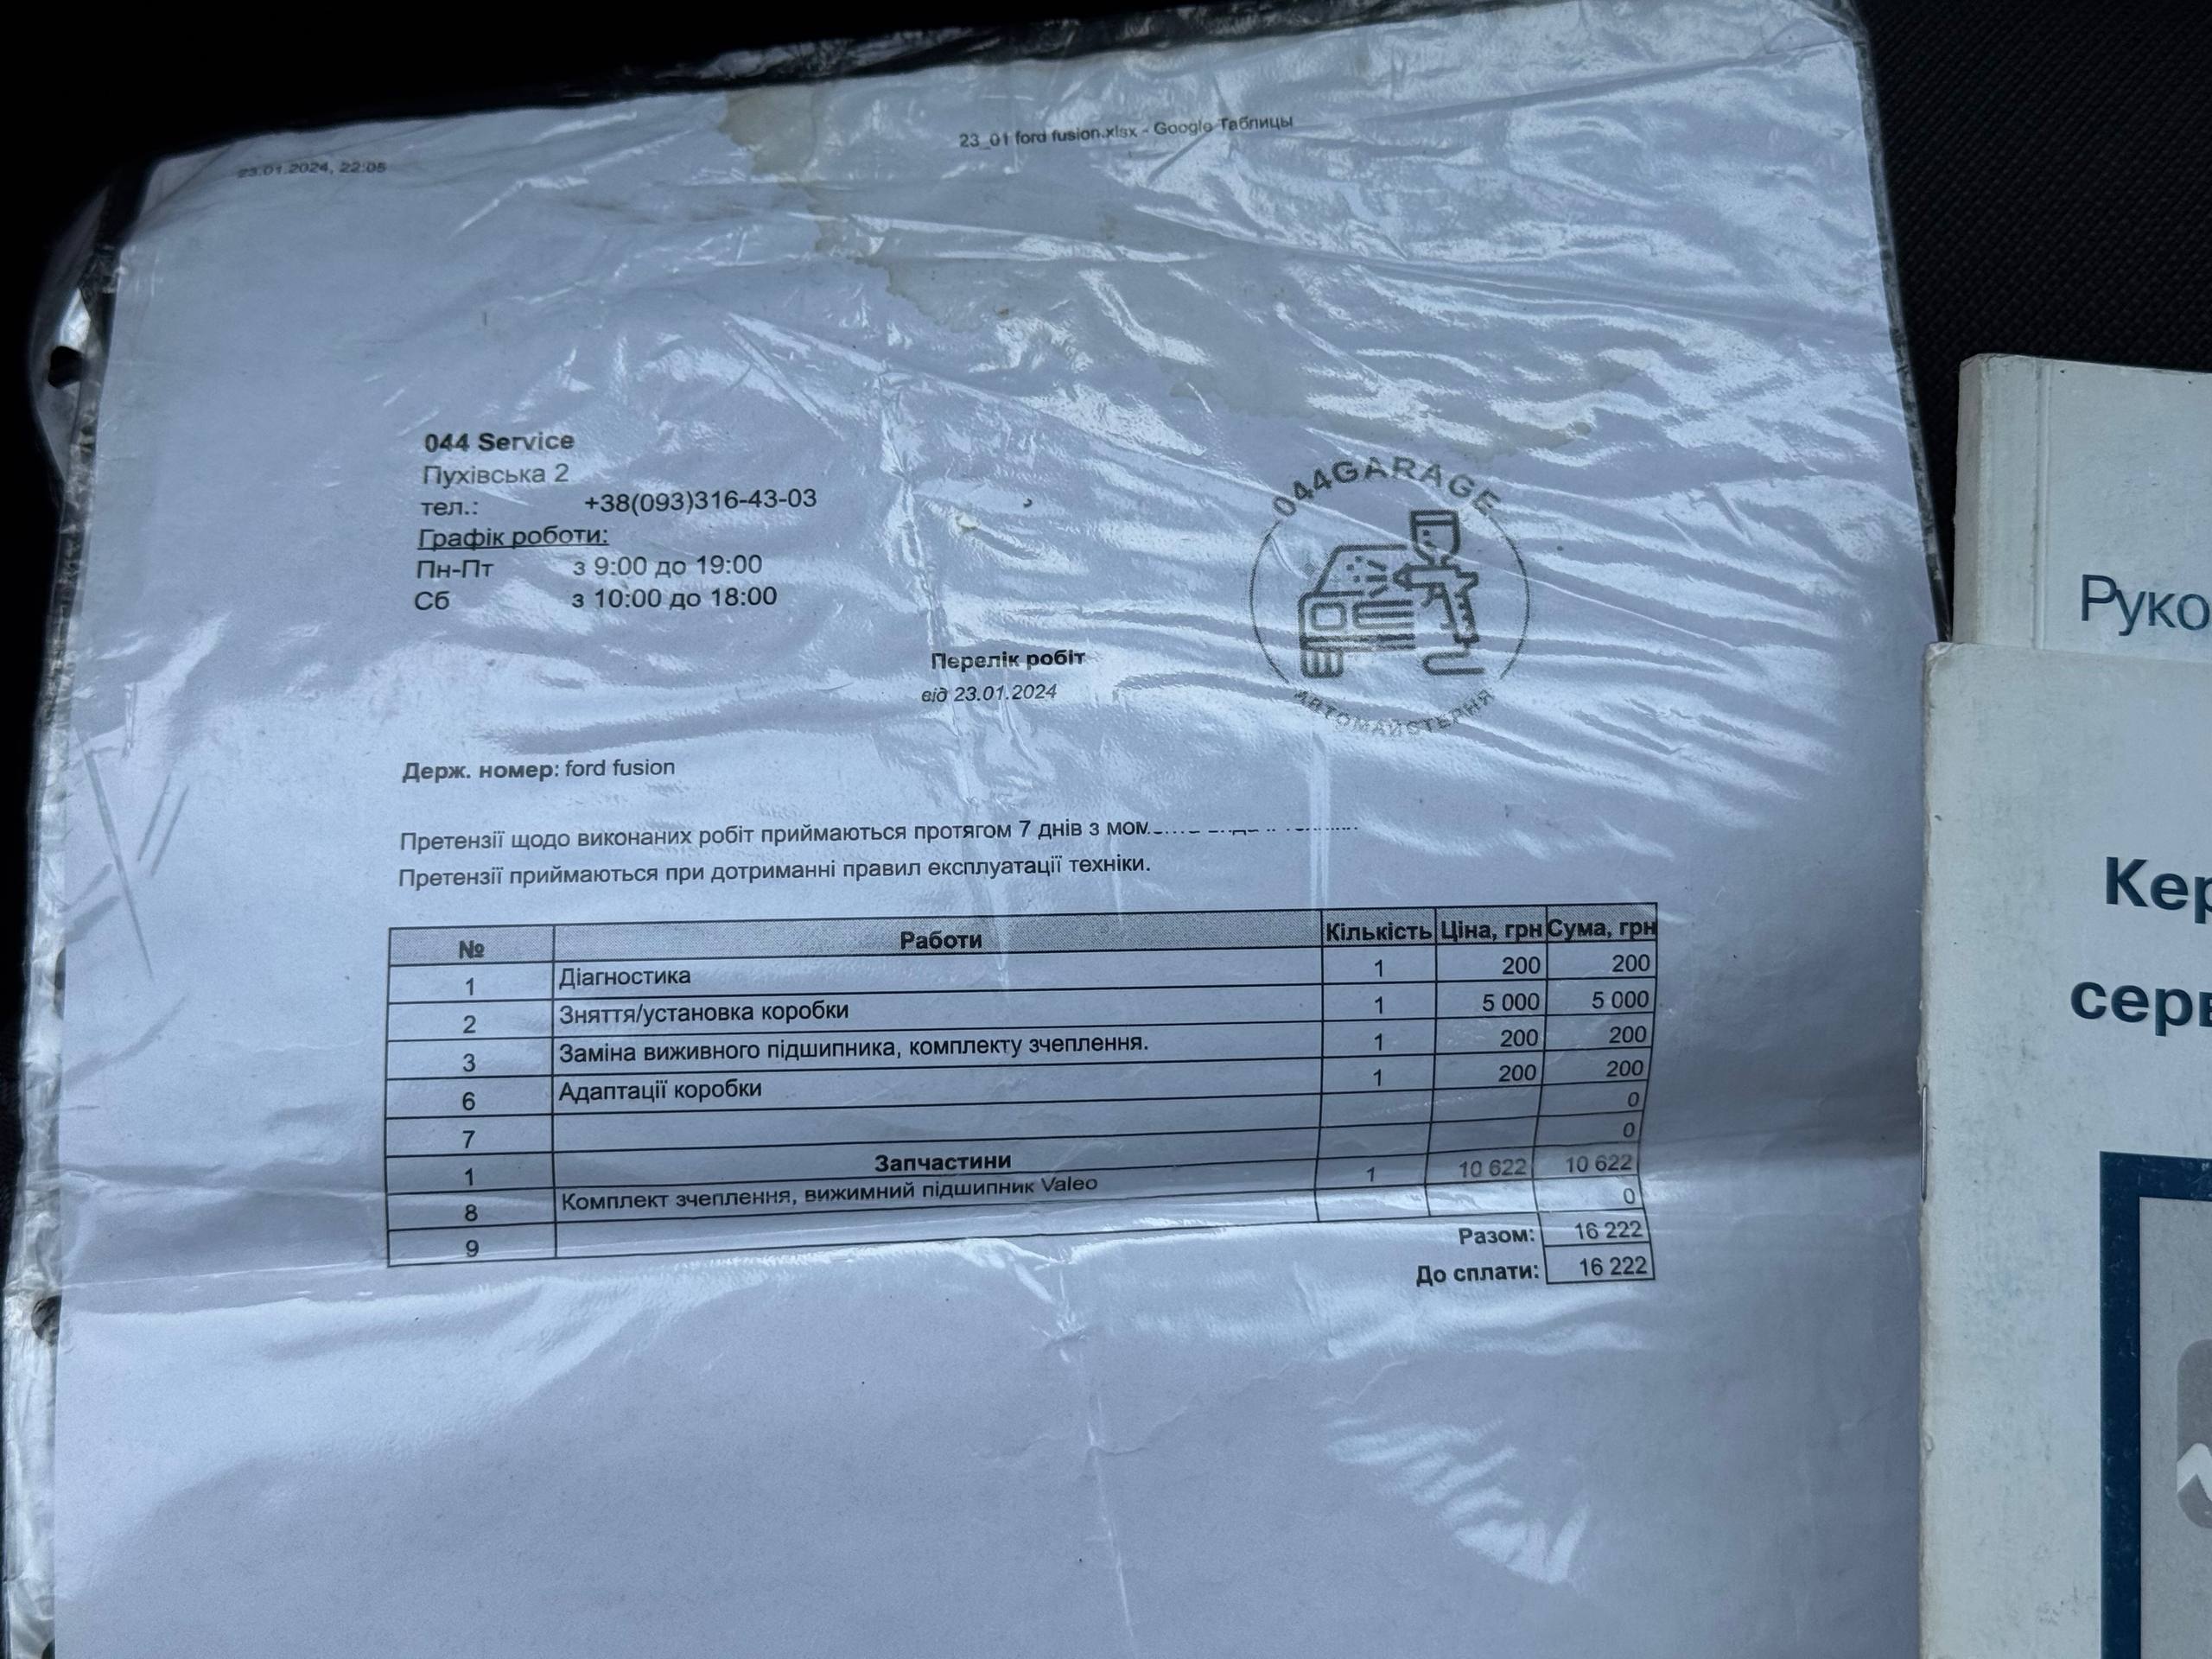 23.01.2024, 22:05
23_01 ford fusion.xlsx - Google Таблицы
044 Service
Пухівська 2
тел.: +38(093)316-43-03
Графік роботи:
Пн-Пт з 9:00 до 19:00
Сб з 10:00 до 18:00
044GARAGE
АВТОМАЙСТЕРНЯ
Перелік робіт
від 23.01.2024
Держ. номер: ford fusion
Претензії щодо виконаних робіт приймаються протягом 7 днів з
Претензії приймаються при дотриманні правил експлуатації техніки.
№ Работи Кількість Ціна, грн Сума, грн
1 Діагностика 1 200 200
2 Зняття/установка коробки 1 5 000 5 000
3 Заміна виживного підшипника, комплекту зчеплення. 1 200 200
6 Адаптації коробки 1 200 200
7 0
1 Запчастини 0
8 Комплект зчеплення, вижимний підшипник Valeo 1 10 622 10 622
9 0
Разом: 16 222
До сплати: 16 222
Руко
Кер
серв